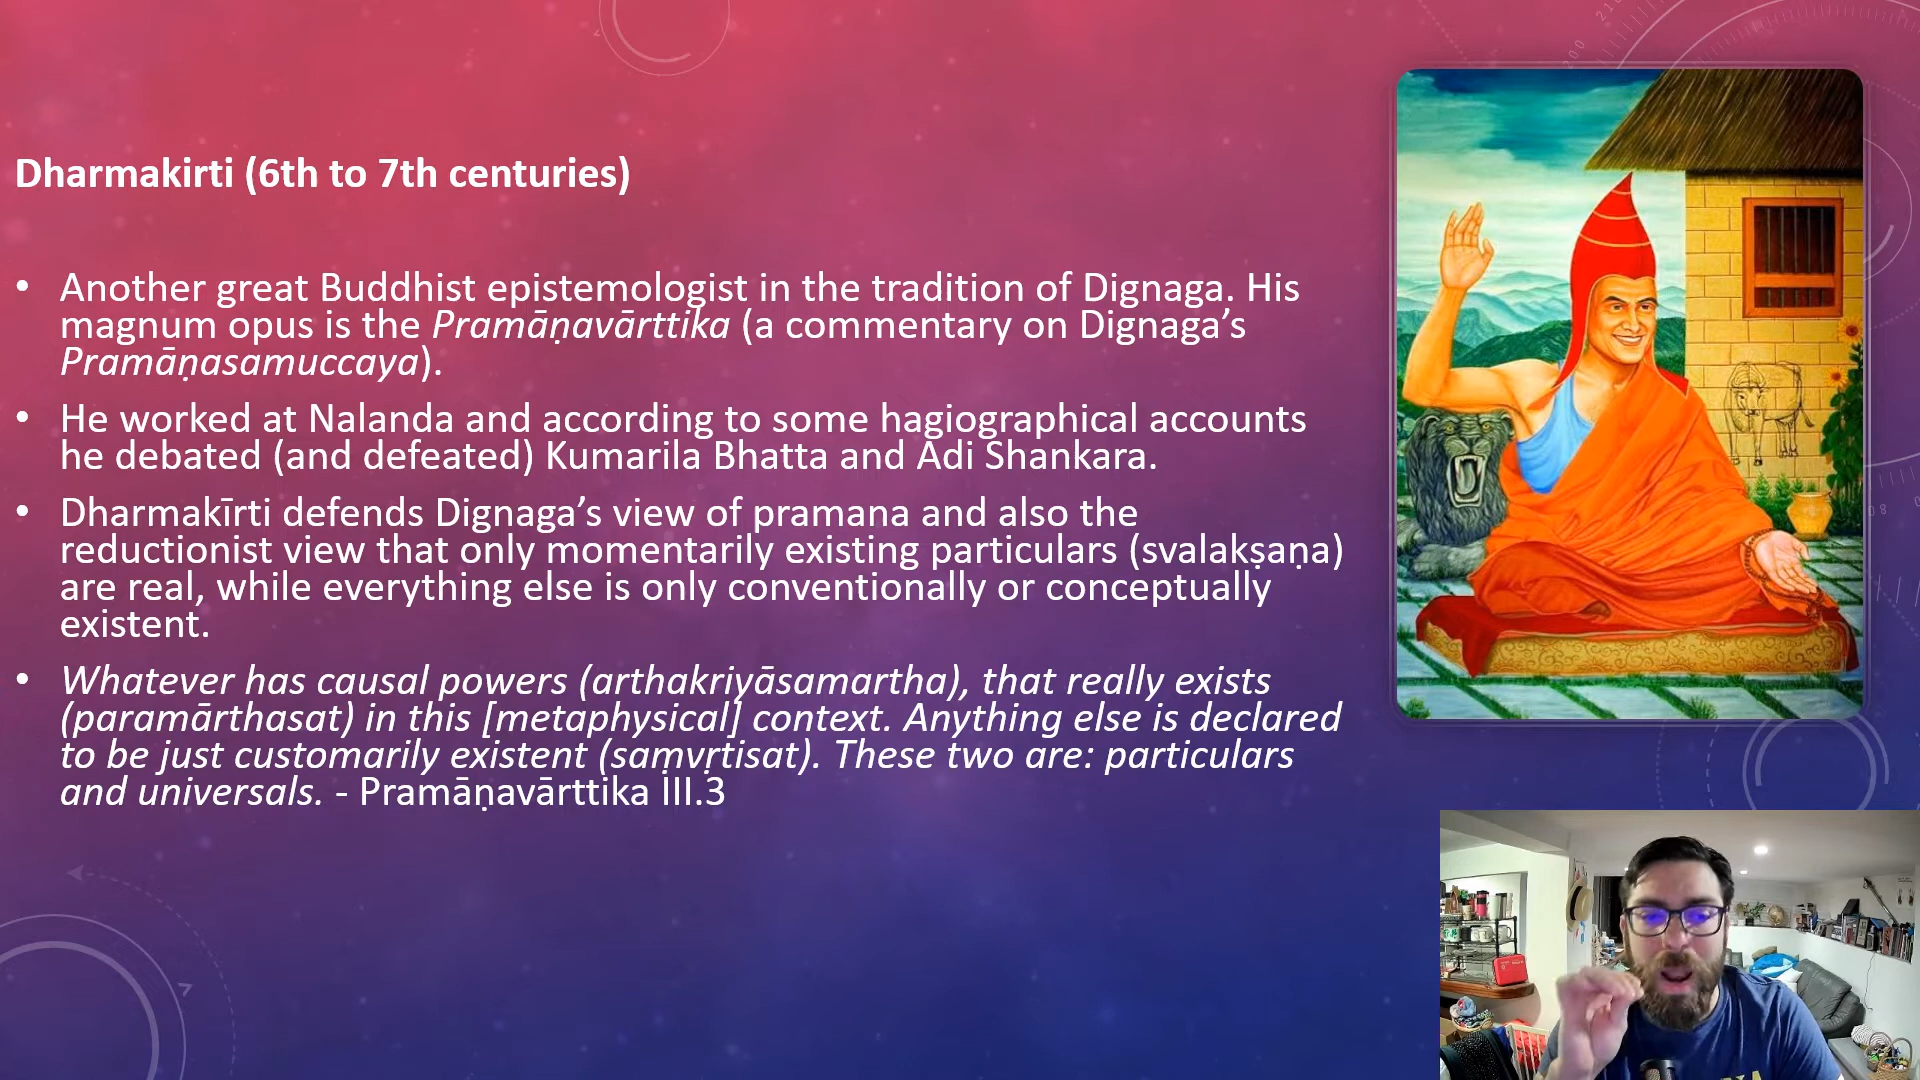 Dharmakirti (6th to 7th centuries)
• Another great Buddhist epistemologist in the tradition of Dignaga. His
magnum opus is the Pramāṇavārttika (a commentary on Dignaga’s
Pramāṇasamuccaya).
• He worked at Nalanda and according to some hagiographical accounts
he debated (and defeated) Kumarila Bhatta and Adi Shankara.
• Dharmakīrti defends Dignaga’s view of pramana and also the
reductionist view that only momentarily existing particulars (svalakṣaṇa)
are real, while everything else is only conventionally or conceptually
existent.
• Whatever has causal powers (arthakriyāsamartha), that really exists
(paramārthasat) in this [metaphysical] context. Anything else is declared
to be just customarily existent (saṃvṛtisat). These two are: particulars
and universals. - Pramāṇavārttika III.3